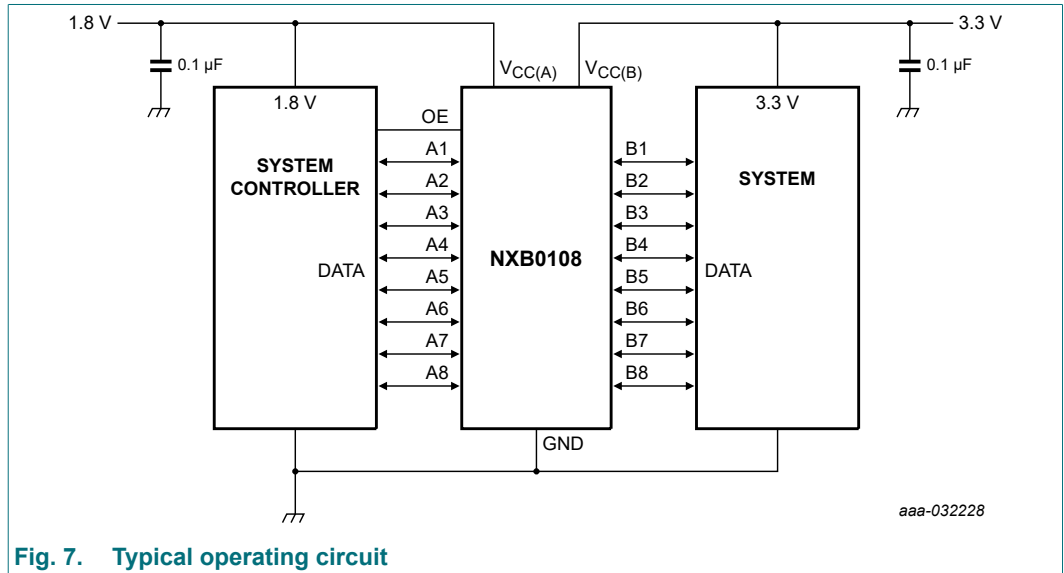 1.8 V
3.3 V
0.1 µF
VCC(A)
VCC(B)
0.1 µF
1.8 V
3.3 V
OE
SYSTEM
CONTROLLER
A1
A2
A3
A4
A5
A6
A7
A8
DATA
NXB0108
B1
B2
B3
B4
B5
B6
B7
B8
SYSTEM
DATA
GND
aaa-032228
Fig. 7. Typical operating circuit